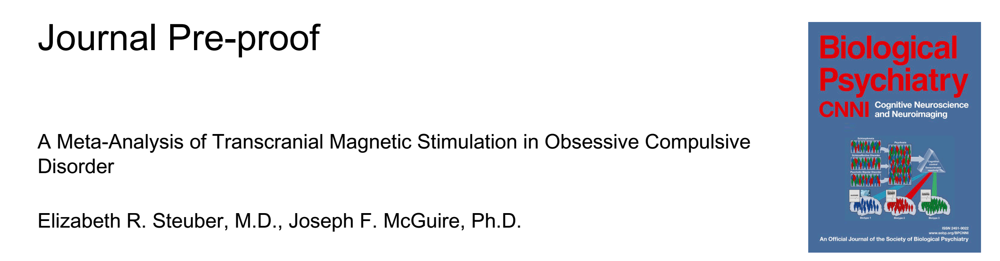 Journal Pre-proof
A Meta-Analysis of Transcranial Magnetic Stimulation in Obsessive Compulsive
Disorder
Elizabeth R. Steuber, M.D., Joseph F. McGuire, Ph.D.
Biological
Psychiatry
CNNI Cognitive Neuroscience
and Neuroimaging
Schizophrenia
Psychosis
Schizoaffective Disorder
Cognitive
control
Sensorimotor
reactivity
Psychotic Bipolar Disorder
Biotype 1
Biotype 2
Biotype 3
ISSN 2451-9022
www.sobp.org/BPCNNI
An Official Journal of the Society of Biological Psychiatry